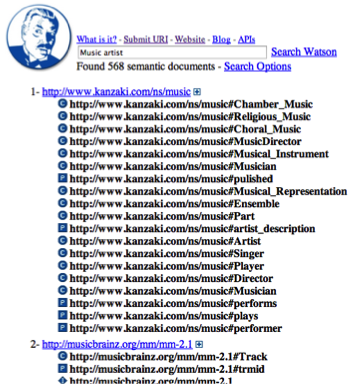 What is it? - Submit URI - Website - Blog - APIs
Music artist Search Watson
Found 568 semantic documents - Search Options
1- http://www.kanzaki.com/ns/music
C http://www.kanzaki.com/ns/music#Chamber_Music
C http://www.kanzaki.com/ns/music#Religious_Music
C http://www.kanzaki.com/ns/music#Choral_Music
C http://www.kanzaki.com/ns/music#MusicDirector
C http://www.kanzaki.com/ns/music#Musical_Instrument
C http://www.kanzaki.com/ns/music#Musician
P http://www.kanzaki.com/ns/music#pulished
C http://www.kanzaki.com/ns/music#Musical_Representation
C http://www.kanzaki.com/ns/music#Ensemble
C http://www.kanzaki.com/ns/music#Part
P http://www.kanzaki.com/ns/music#artist_description
C http://www.kanzaki.com/ns/music#Artist
C http://www.kanzaki.com/ns/music#Singer
C http://www.kanzaki.com/ns/music#Player
C http://www.kanzaki.com/ns/music#Director
C http://www.kanzaki.com/ns/music#Musician
P http://www.kanzaki.com/ns/music#performs
P http://www.kanzaki.com/ns/music#plays
P http://www.kanzaki.com/ns/music#performer
2- http://musicbrainz.org/mm/mm-2.1
C http://musicbrainz.org/mm/mm-2.1#Track
P http://musicbrainz.org/mm/mm-2.1#trmid
http://musicbrainz.org/mm/mm-2.1